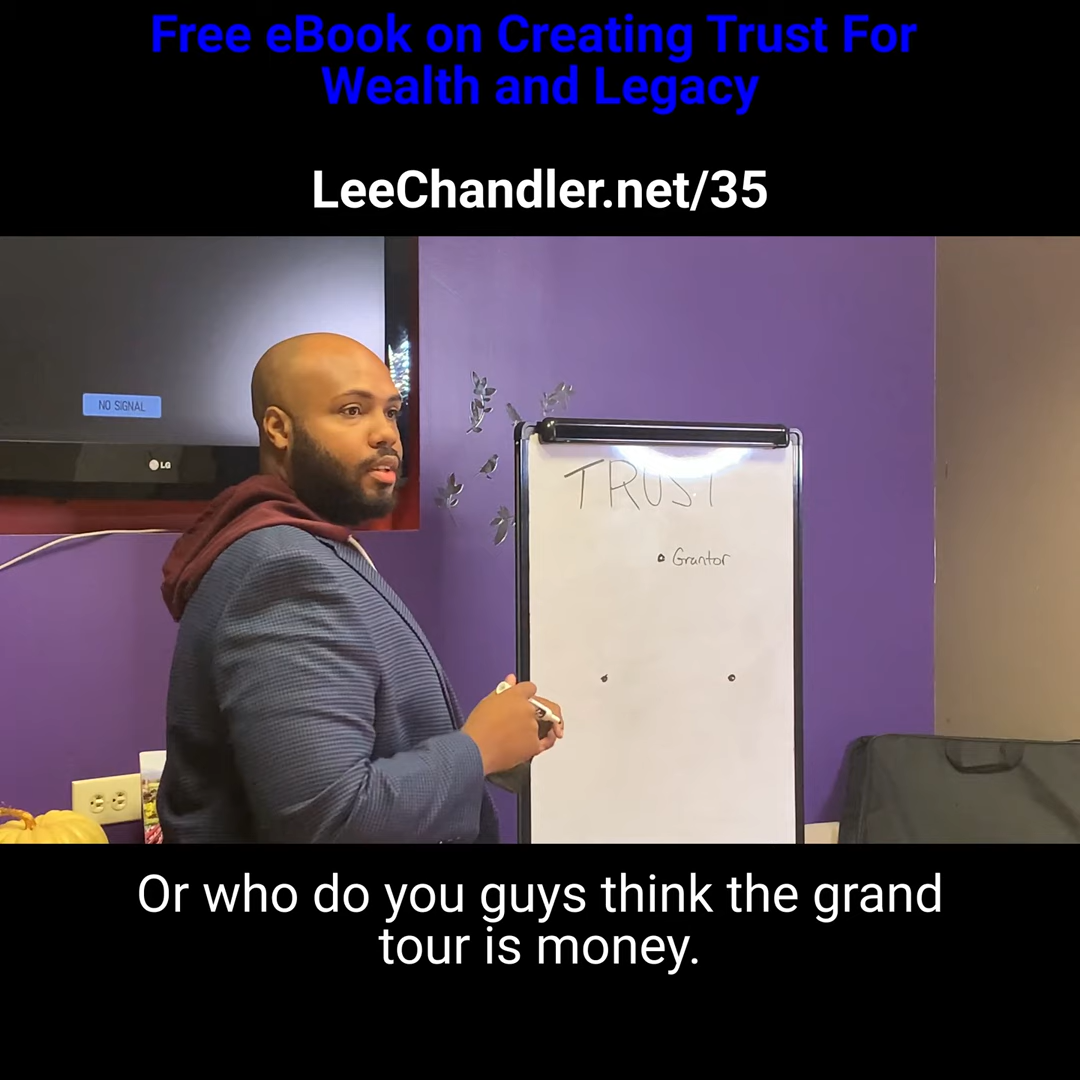 Free eBook on Creating Trust For
Wealth and Legacy
LeeChandler.net/35
NO SIGNAL
LG
TRUST
Grantor
Or who do you guys think the grand
tour is money.